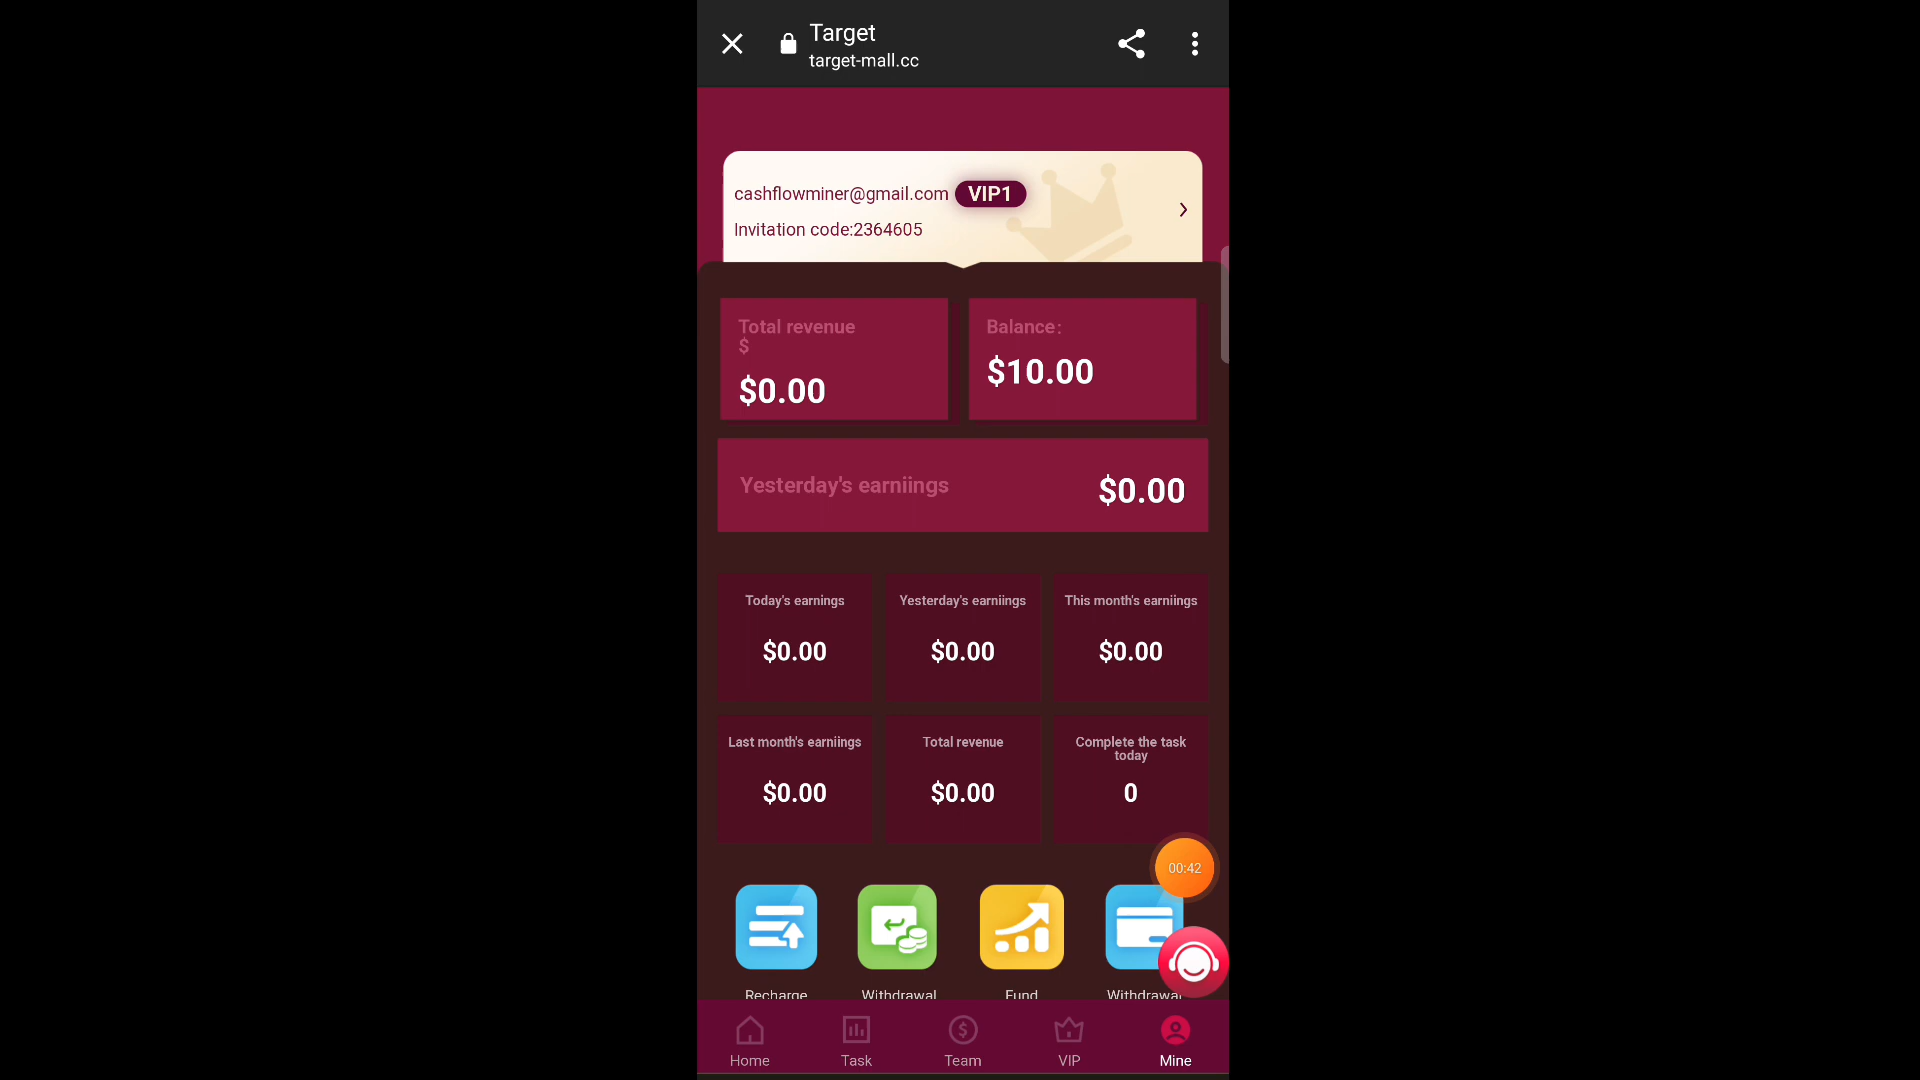 Target
target-mall.cc
cashflowminer@gmail.com VIP1
Invitation code:2364605
Total revenue
$
$0.00
Balance:
$10.00
Yesterday's earniings
$0.00
Today's earnings
$0.00
Yesterday's earniings
$0.00
This month's earniings
$0.00
Last month's earniings
$0.00
Total revenue
$0.00
Complete the task
today
0
00:42
Recharge
Withdrawal
Fund
Withdrawal
Home
Task
Team
VIP
Mine